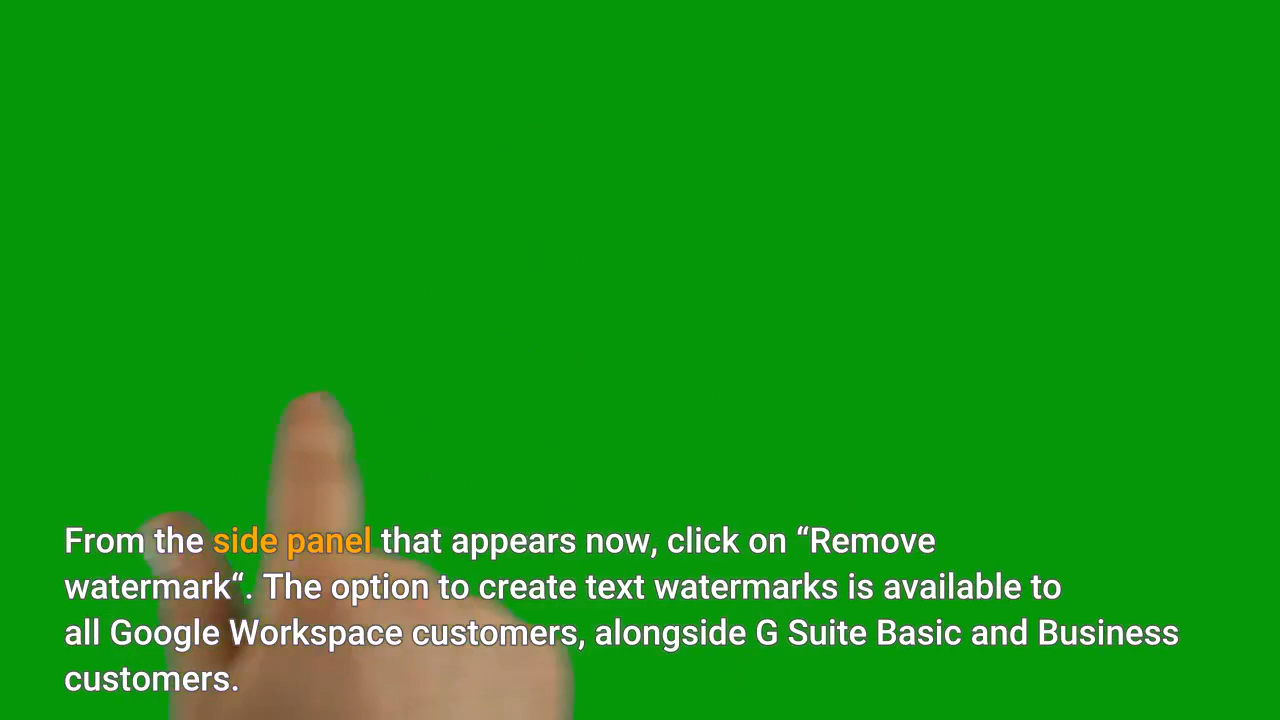 From the side panel that appears now, click on “Remove
watermark“. The option to create text watermarks is available to
all Google Workspace customers, alongside G Suite Basic and Business
customers.